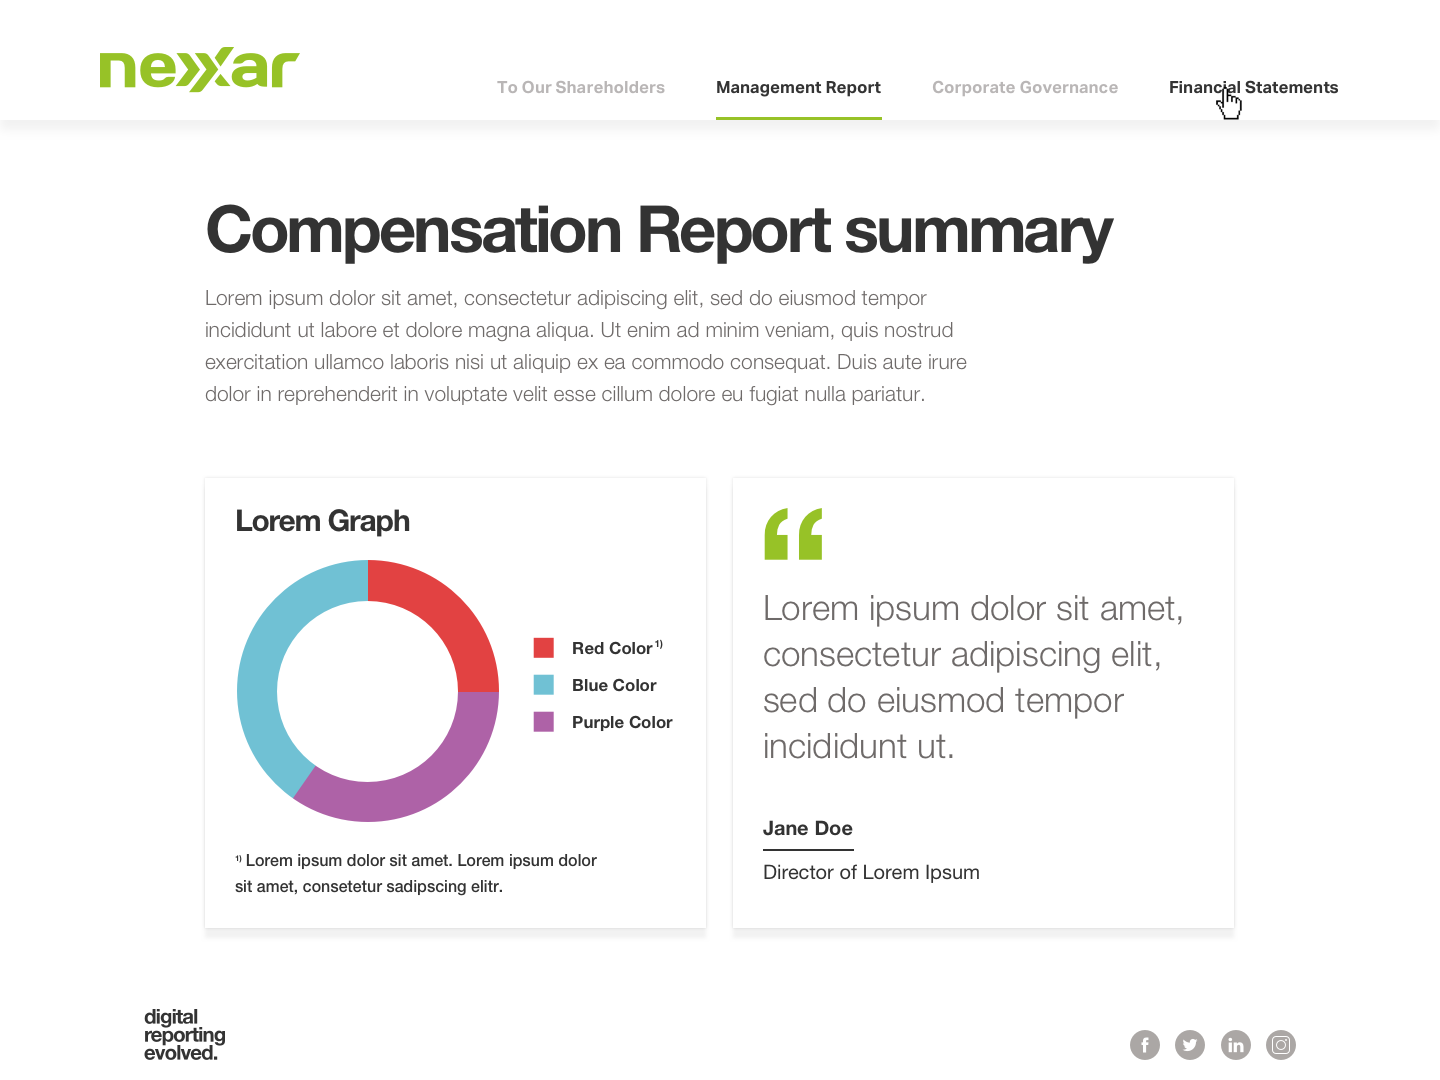 nexxar
To Our Shareholders
Management Report
Corporate Governance
Financial Statements
Compensation Report summary
Lorem ipsum dolor sit amet, consectetur adipiscing elit, sed do eiusmod tempor
incididunt ut labore et dolore magna aliqua. Ut enim ad minim veniam, quis nostrud
exercitation ullamco laboris nisi ut aliquip ex ea commodo consequat. Duis aute irure
dolor in reprehenderit in voluptate velit esse cillum dolore eu fugiat nulla pariatur.
Lorem Graph
Red Color 1)
Blue Color
Purple Color
1) Lorem ipsum dolor sit amet. Lorem ipsum dolor
sit amet, consetetur sadipscing elitr.
“
Lorem ipsum dolor sit amet,
consectetur adipiscing elit,
sed do eiusmod tempor
incididunt ut.
Jane Doe
Director of Lorem Ipsum
digital
reporting
evolved.
f
in